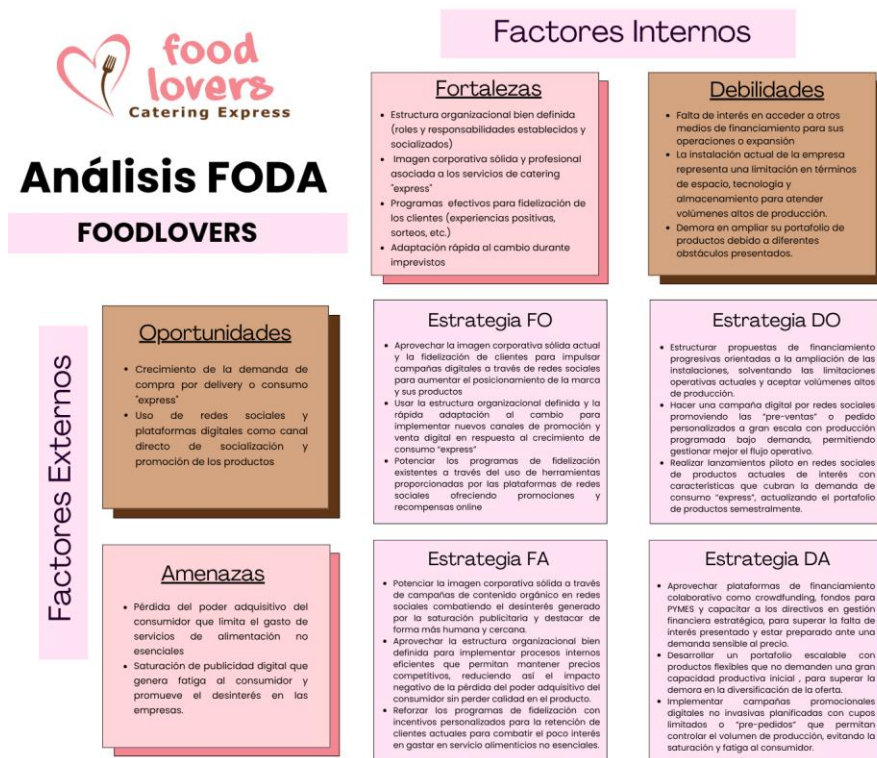 food
lovers
Catering Express
Análisis FODA
FOODLOVERS
Factores Internos
Fortalezas
• Estructura organizacional bien definida
(roles y responsabilidades establecidos y
socializados)
• Imagen corporativa sólida y profesional
asociada a los servicios de catering
"express"
• Programas efectivos para fidelización de
los clientes (experiencias positivas,
sorteos, etc.)
• Adaptación rápida al cambio durante
imprevistos
Debilidades
• Falta de interés en acceder a otros
medios de financiamiento para sus
operaciones o expansión
• La instalación actual de la empresa
representa una limitación en términos
de espacio, tecnología y
almacenamiento para atender
volúmenes altos de producción.
• Demora en ampliar su portafolio de
productos debido a diferentes
obstáculos presentados.
Factores Externos
Oportunidades
• Crecimiento de la demanda de
compra por delivery o consumo
"express"
• Uso de redes sociales y
plataformas digitales como canal
directo de socialización y
promoción de los productos
Estrategia FO
• Aprovechar la imagen corporativa sólida actual
y la fidelización de clientes para impulsar
campañas digitales a través de redes sociales
para aumentar el posicionamiento de la marca
y sus productos
• Usar la estructura organizacional definida y la
rápida adaptación al cambio para
implementar nuevos canales de promoción y
venta digital en respuesta al crecimiento de
consumo "express"
• Potenciar los programas de fidelización
existentes a través del uso de herramientas
proporcionadas por las plataformas de redes
sociales ofreciendo promociones y
recompensas online
Estrategia DO
• Estructurar propuestas de financiamiento
progresivas orientadas a la ampliación de las
instalaciones, solventando las limitaciones
operativas actuales y aceptar volúmenes altos
de producción.
• Hacer una campaña digital por redes sociales
promoviendo las "pre-ventas" o pedido
personalizados a gran escala con producción
programada bajo demanda, permitiendo
gestionar mejor el flujo operativo.
• Realizar lanzamientos piloto en redes sociales
de productos actuales de interés con
características que cubran la demanda de
consumo "express", actualizando el portafolio
de productos semestralmente.
Amenazas
• Pérdida del poder adquisitivo del
consumidor que limita el gasto de
servicios de alimentación no
esenciales
• Saturación de publicidad digital que
genera fatiga al consumidor y
promueve el desinterés en las
empresas.
Estrategia FA
• Potenciar la imagen corporativa sólida a través
de campañas de contenido orgánico en redes
sociales combatiendo el desinterés generado
por la saturación publicitaria y destacar de
forma más humana y cercana.
• Aprovechar la estructura organizacional bien
definida para implementar procesos internos
eficientes que permitan mantener precios
competitivos, reduciendo así el impacto
negativo de la pérdida del poder adquisitivo del
consumidor sin perder calidad en el producto.
• Reforzar los programas de fidelización con
incentivos personalizados para la retención de
clientes actuales para combatir el poco interés
en gastar en servicio alimenticios no esenciales.
Estrategia DA
• Aprovechar plataformas de financiamiento
colaborativo como crowdfunding, fondos para
PYMES y capacitar a los directivos en gestión
financiera estratégica, para superar la falta de
interés presentado y estar preparado ante una
demanda sensible al precio.
• Desarrollar un portafolio escalable con
productos flexibles que no demanden una gran
capacidad productiva inicial , para superar la
demora en la diversificación de la oferta.
• Implementar campañas promocionales
digitales no invasivas planificadas con cupos
limitados o "pre-pedidos" que permitan
controlar el volumen de producción, evitando la
saturación y fatiga al consumidor.